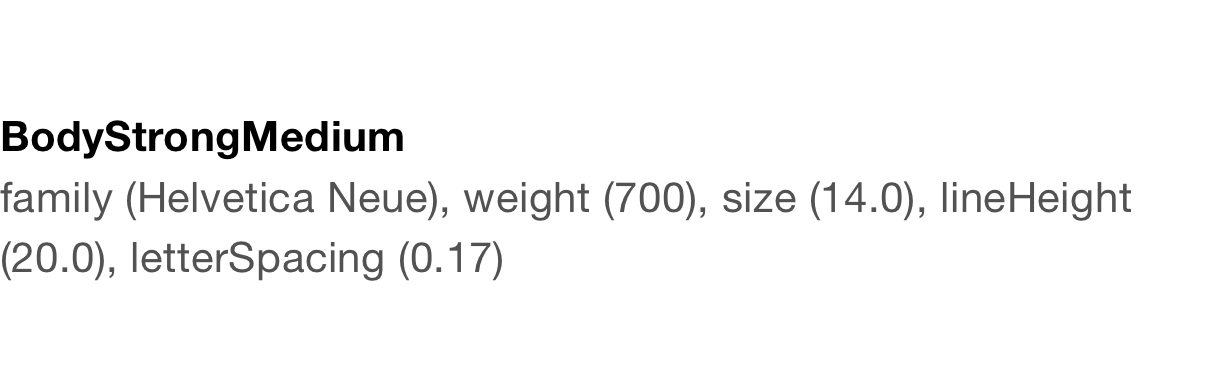 BodyStrongMedium
family (Helvetica Neue), weight (700), size (14.0), lineHeight
(20.0), letterSpacing (0.17)